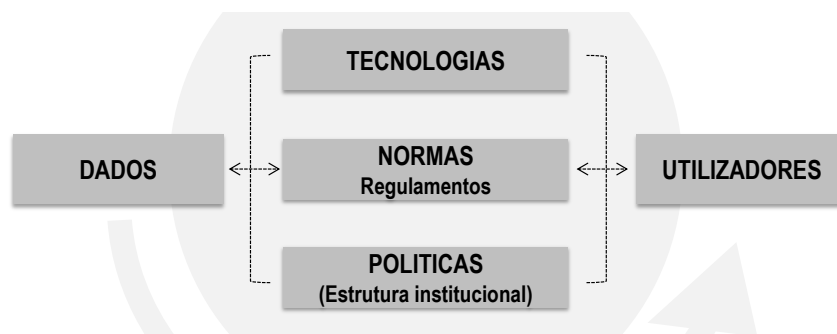 TECNOLOGIAS
DADOS
NORMAS
Regulamentos
UTILIZADORES
POLITICAS
(Estrutura institucional)